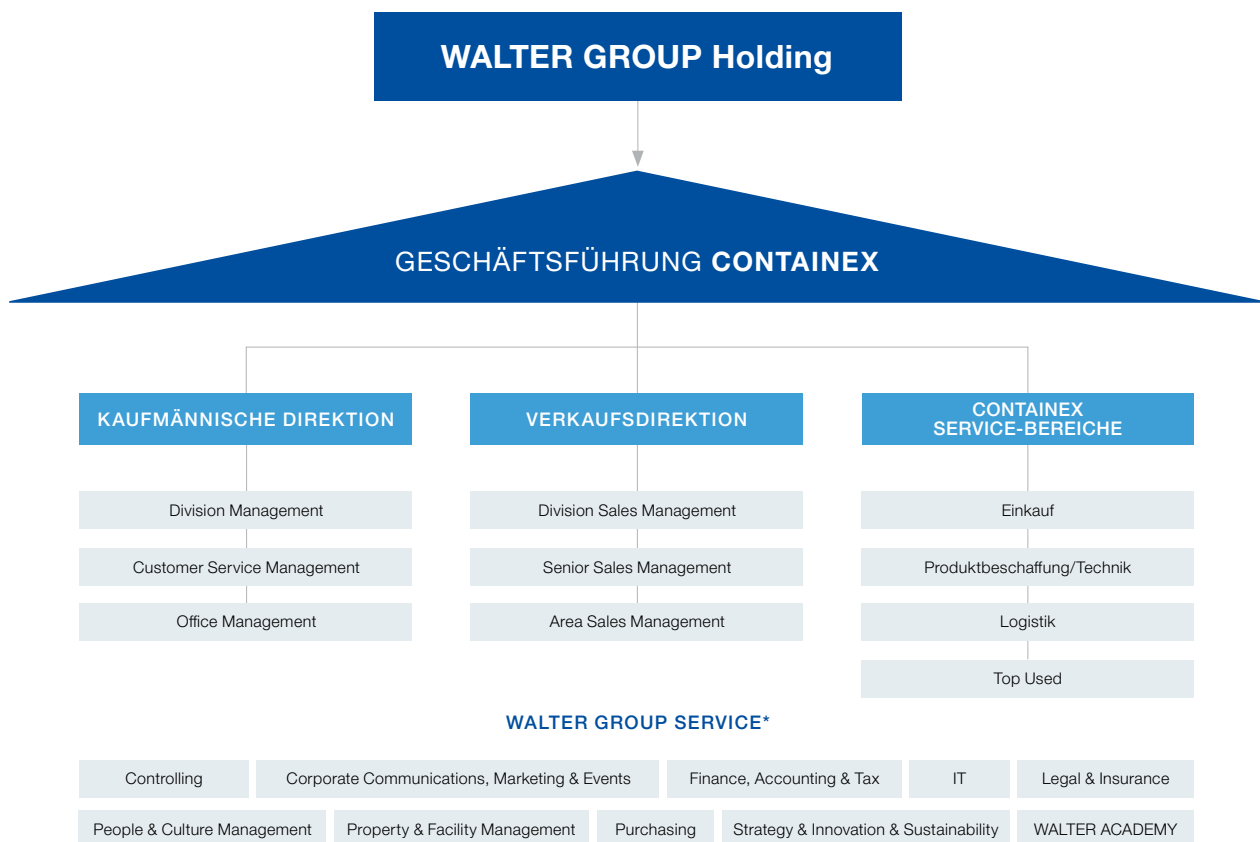 WALTER GROUP Holding
GESCHÄFTSFÜHRUNG CONTAINEX
KAUFMÄNNISCHE DIREKTION
Division Management
Customer Service Management
Office Management
VERKAUFSDIREKTION
Division Sales Management
Senior Sales Management
Area Sales Management
CONTAINEX
SERVICE-BEREICHE
Einkauf
Produktbeschaffung/Technik
Logistik
Top Used
WALTER GROUP SERVICE*
Controlling
Corporate Communications, Marketing & Events
Finance, Accounting & Tax
IT
Legal & Insurance
People & Culture Management
Property & Facility Management
Purchasing
Strategy & Innovation & Sustainability
WALTER ACADEMY